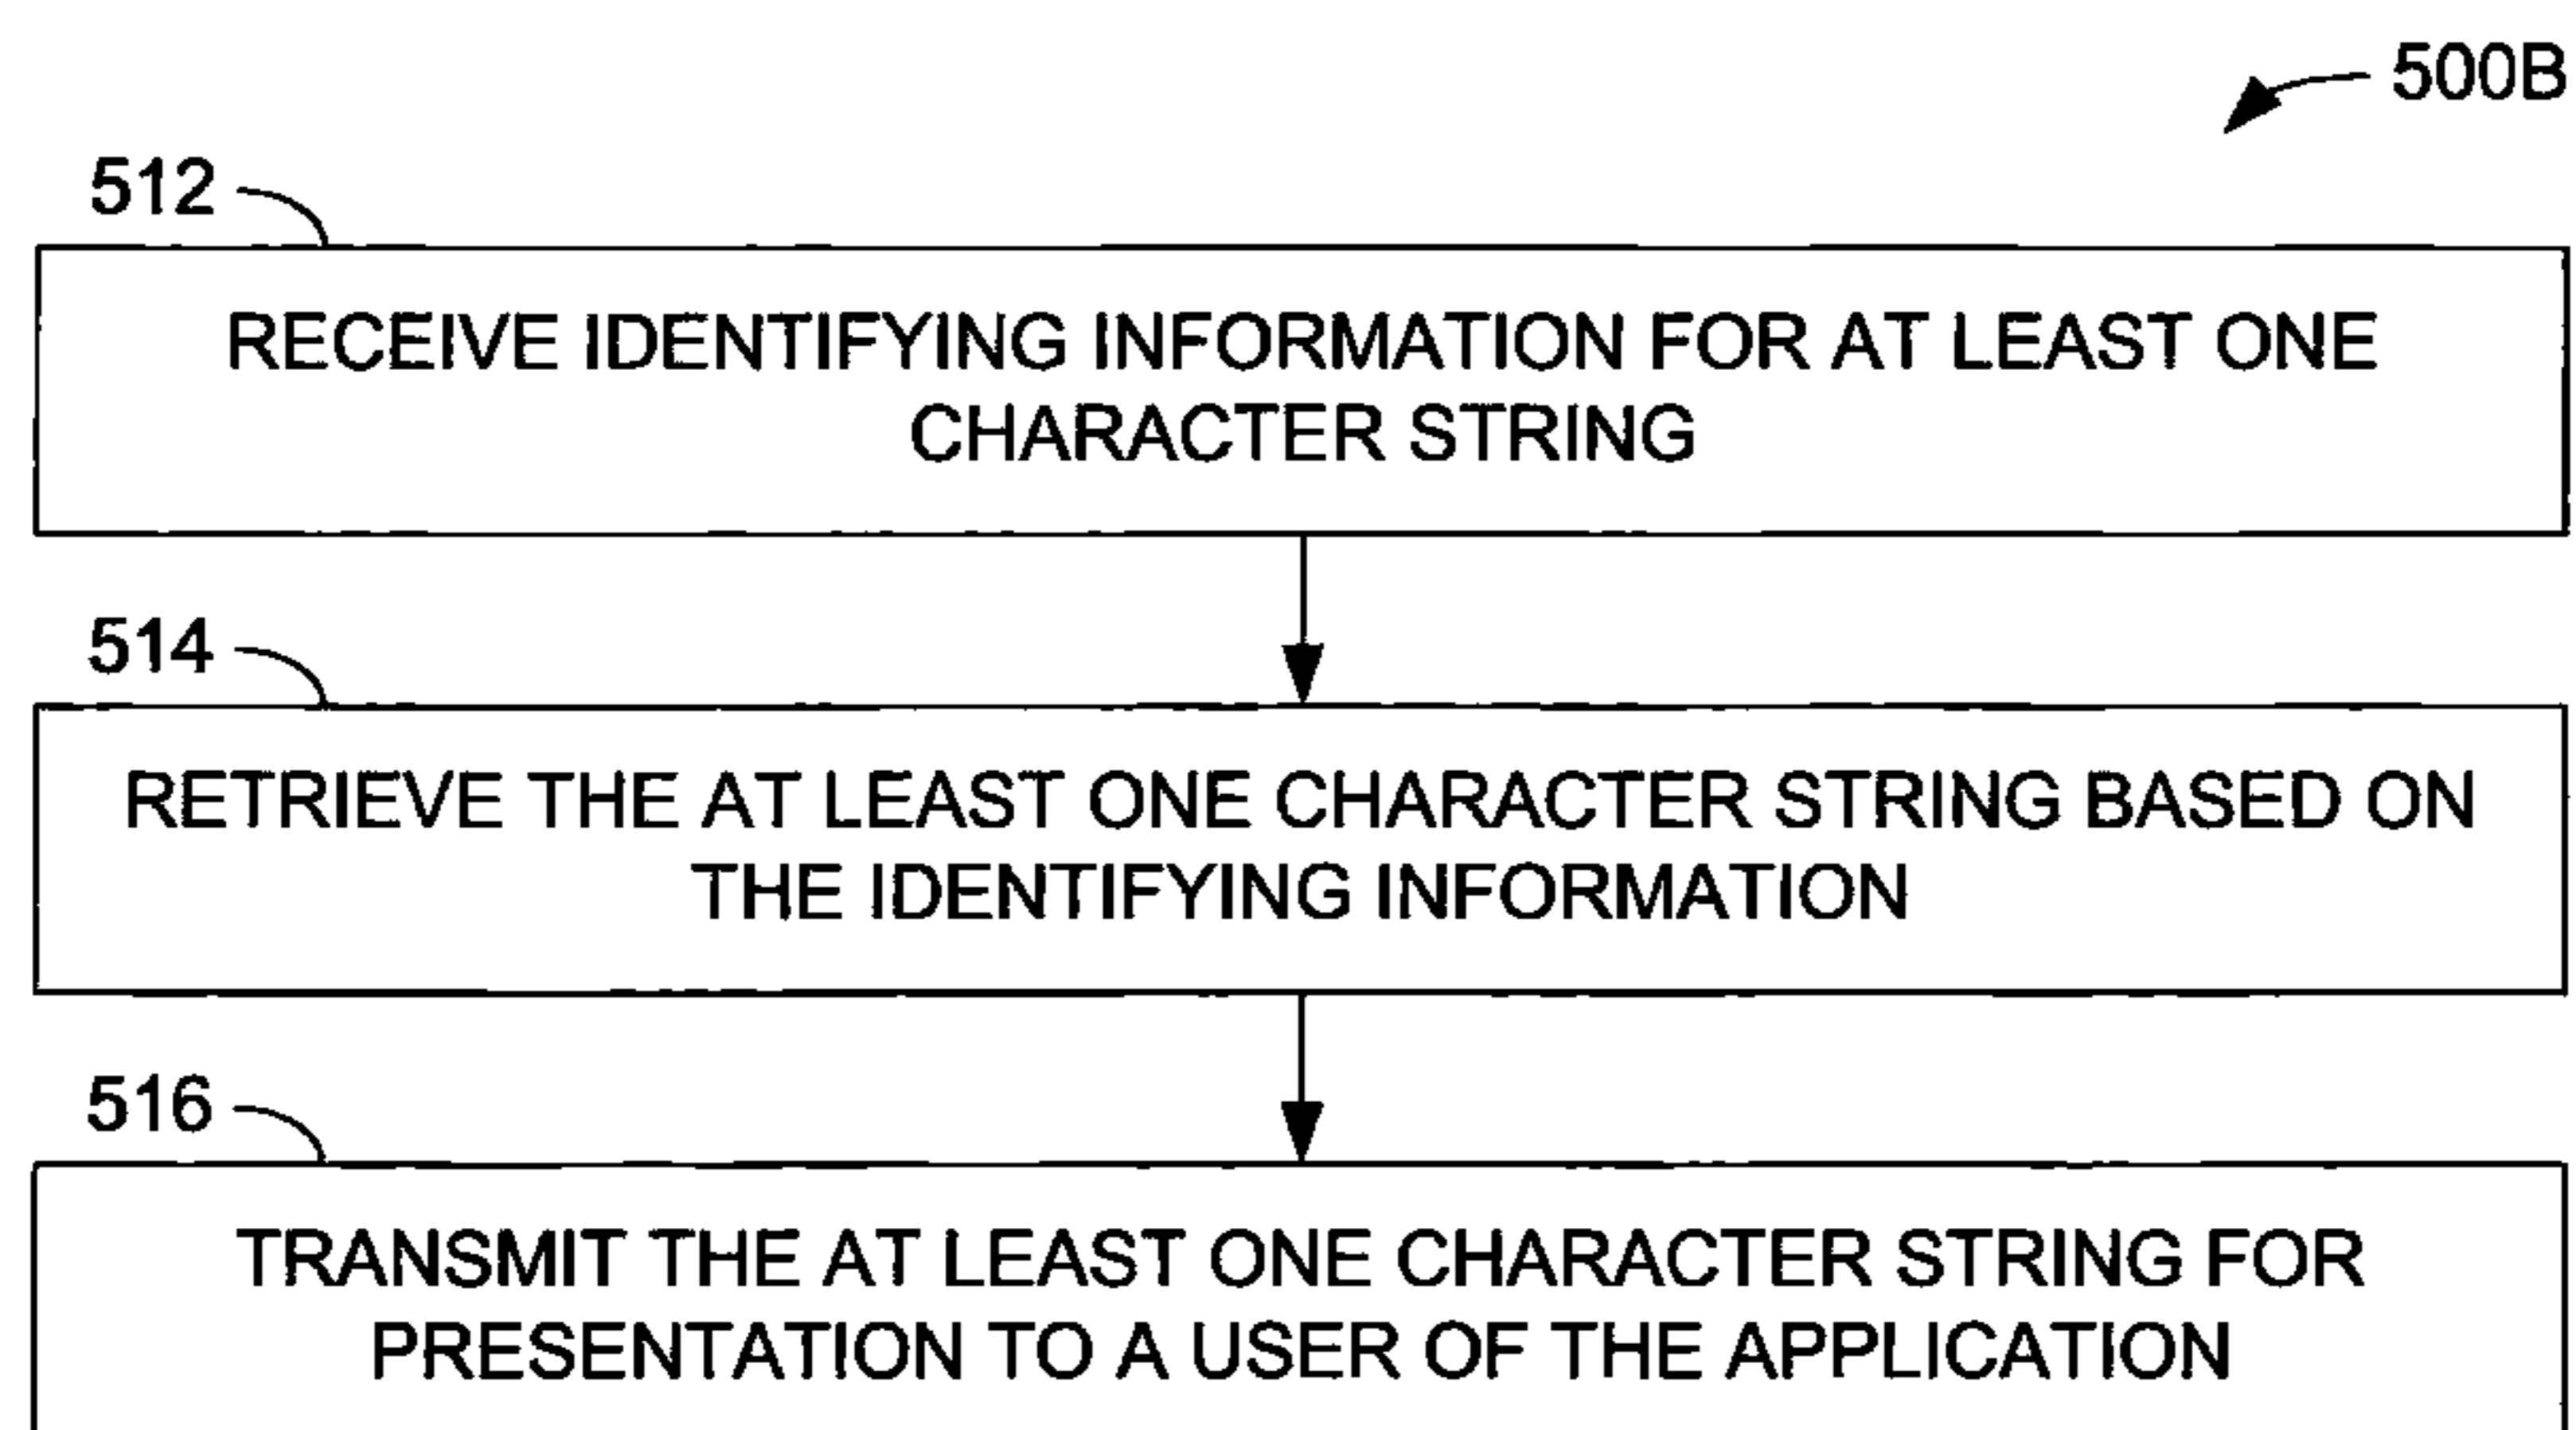 500B
512
RECEIVE IDENTIFYING INFORMATION FOR AT LEAST ONE
CHARACTER STRING
514
RETRIEVE THE AT LEAST ONE CHARACTER STRING BASED ON
THE IDENTIFYING INFORMATION
516
TRANSMIT THE AT LEAST ONE CHARACTER STRING FOR
PRESENTATION TO A USER OF THE APPLICATION